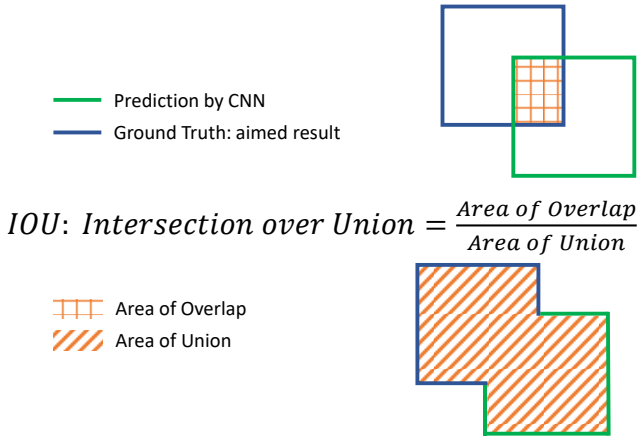 Prediction by CNN
Ground Truth: aimed result
IOU: Intersection over Union = Area of Overlap / Area of Union
Area of Overlap
Area of Union